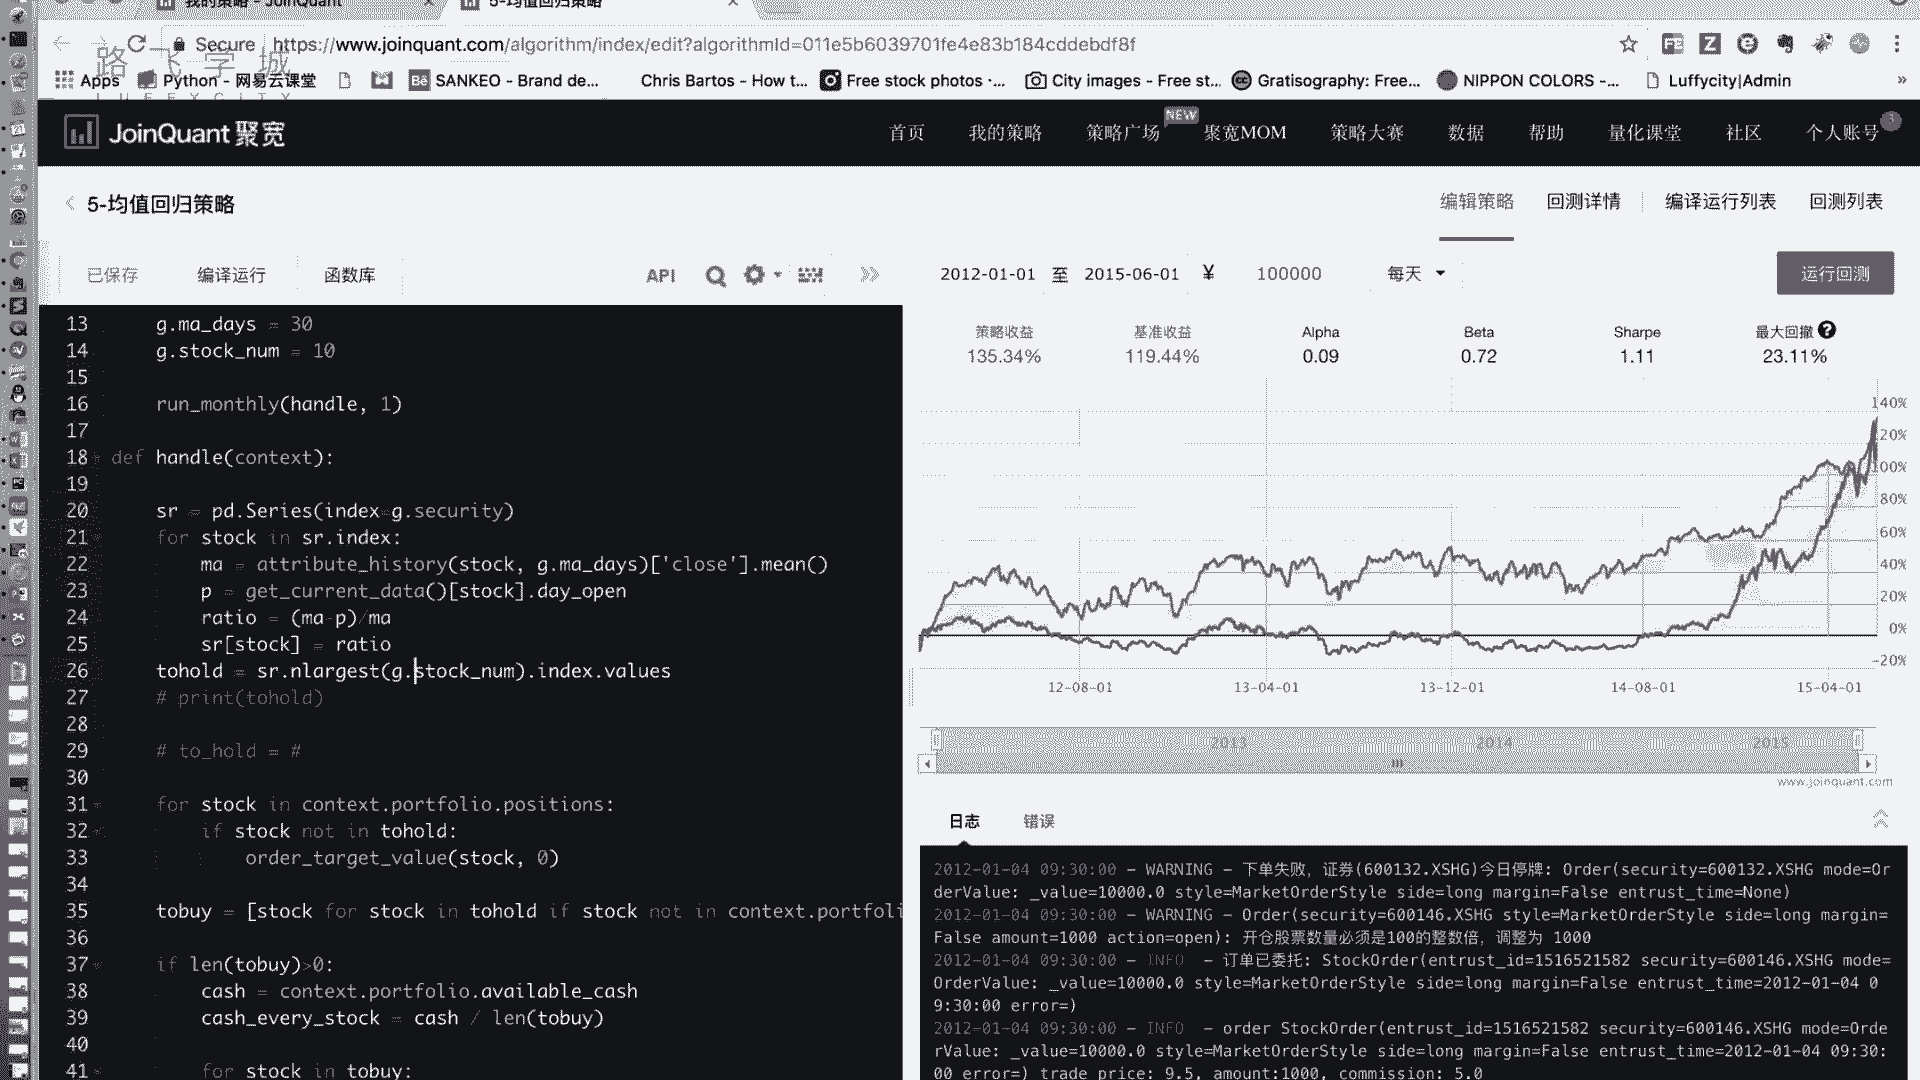 我的策略 - JoinQuant
5-均值回归策略
Secure
https://www.joinquant.com/algorithm/index/edit?algorithmId=011e5b6039701fe4e83b184cddebdf8f
路飞学城
LUFFYCITY
Apps
Python - 网易云课堂
SANKEO - Brand de...
Chris Bartos - How t...
Free stock photos ·...
City images - Free st...
Gratisography: Free...
NIPPON COLORS -...
Luffycity|Admin
»
JoinQuant 聚宽
首页
我的策略
策略广场
NEW
聚宽MOM
策略大赛
数据
帮助
量化课堂
社区
个人账号
5-均值回归策略
编辑策略
回测详情
编译运行列表
回测列表
已保存
编译运行
函数库
API
2012-01-01 至 2015-06-01 ¥ 100000
每天
运行回测
13 g.ma_days = 30
14 g.stock_num = 10
15
16 run_monthly(handle, 1)
17
18 def handle(context):
19
20 sr = pd.Series(index=g.security)
21 for stock in sr.index:
22 ma = attribute_history(stock, g.ma_days)['close'].mean()
23 p = get_current_data()[stock].day_open
24 ratio = (ma-p)/ma
25 sr[stock] = ratio
26 tohold = sr.nlargest(g.stock_num).index.values
27 # print(tohold)
28
29 # to_hold = #
30
31 for stock in context.portfolio.positions:
32 if stock not in tohold:
33 order_target_value(stock, 0)
34
35 tobuy = [stock for stock in tohold if stock not in context.portfoli
36
37 if len(tobuy)>0:
38 cash = context.portfolio.available_cash
39 cash_every_stock = cash / len(tobuy)
40
41 for stock in tobuy:
策略收益
135.34%
基准收益
119.44%
Alpha
0.09
Beta
0.72
Sharpe
1.11
最大回撤
23.11%
140%
20%
00%
80%
60%
40%
20%
0%
-20%
12-08-01
13-04-01
13-12-01
14-08-01
15-04-01
2013
2014
2015
www.joinquant.com
日志
错误
2012-01-04 09:30:00 - WARNING - 下单失败，证券(600132.XSHG)今日停牌: Order(security=600132.XSHG mode=Or
derValue: _value=10000.0 style=MarketOrderStyle side=long margin=False entrust_time=None)
2012-01-04 09:30:00 - WARNING - Order(security=600146.XSHG style=MarketOrderStyle side=long margin=
False amount=1000 action=open): 开仓股票数量必须是100的整数倍，调整为 1000
2012-01-04 09:30:00 - INFO - 订单已委托: StockOrder(entrust_id=1516521582 security=600146.XSHG mode=
OrderValue: _value=10000.0 style=MarketOrderStyle side=long margin=False entrust_time=2012-01-04 0
9:30:00 error=)
2012-01-04 09:30:00 - INFO - order StockOrder(entrust_id=1516521582 security=600146.XSHG mode=Orde
rValue: _value=10000.0 style=MarketOrderStyle side=long margin=False entrust_time=2012-01-04 09:30:
00 error=) trade price: 9.5, amount:1000, commission: 5.0